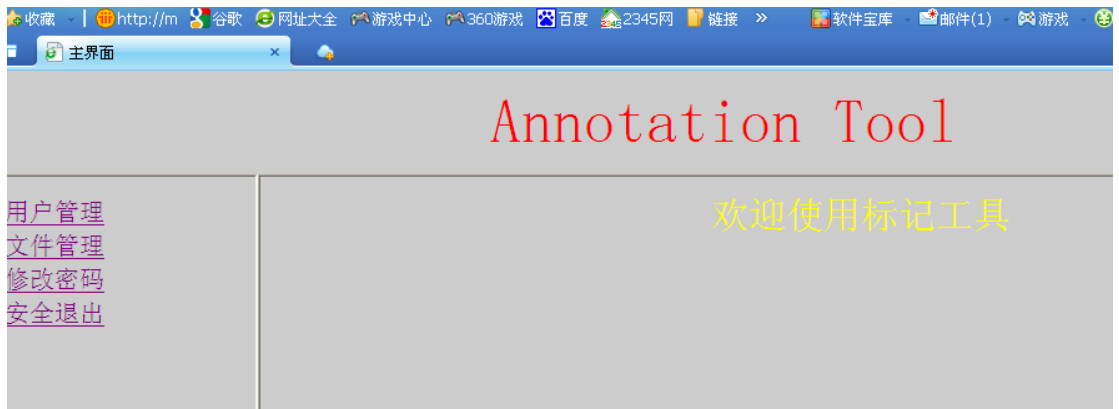 收藏 http://m 谷歌 网址大全 游戏中心 360游戏 百度 2345网 链接 » 软件宝库 邮件(1) 游戏
主界面 ×
Annotation Tool
用户管理
欢迎使用标记工具
文件管理
修改密码
安全退出